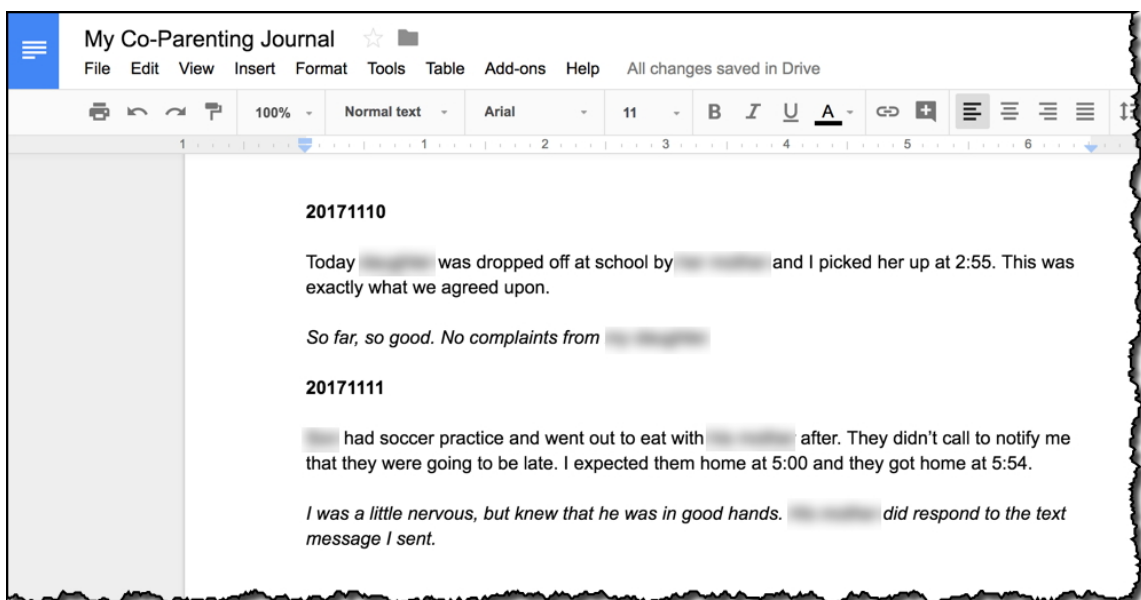 My Co-Parenting Journal
File Edit View Insert Format Tools Table Add-ons Help All changes saved in Drive
100% Normal text Arial 11 B I U A
1 1 2 3 4 5 6
20171110
Today was dropped off at school by and I picked her up at 2:55. This was
exactly what we agreed upon.
So far, so good. No complaints from
20171111
had soccer practice and went out to eat with after. They didn't call to notify me
that they were going to be late. I expected them home at 5:00 and they got home at 5:54.
I was a little nervous, but knew that he was in good hands. did respond to the text
message I sent.